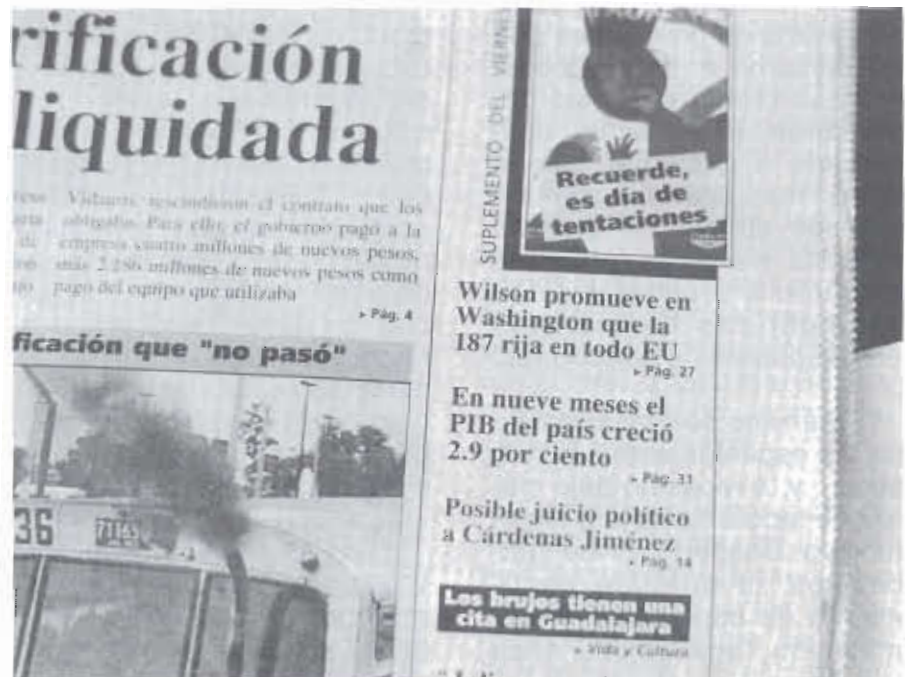 rificación
liquidada
Vidaurri, rescindieron el contrato que los
obligaba. Para ello, el gobierno pagó a la
de empresa cuatro millones de nuevos pesos,
más 2.286 millones de nuevos pesos como
pago del equipo que utilizaba
▸ Pág. 4
ficación que "no pasó"
36
SUPLEMENTO DEL VIERNE
Recuerde,
es día de
tentaciones
Wilson promueve en
Washington que la
187 rija en todo EU
▸ Pág. 27
En nueve meses el
PIB del país creció
2.9 por ciento
▸ Pág. 31
Posible juicio político
a Cárdenas Jiménez
▸ Pág. 14
Los brujos tienen una
cita en Guadalajara
▸ Vida y Cultura